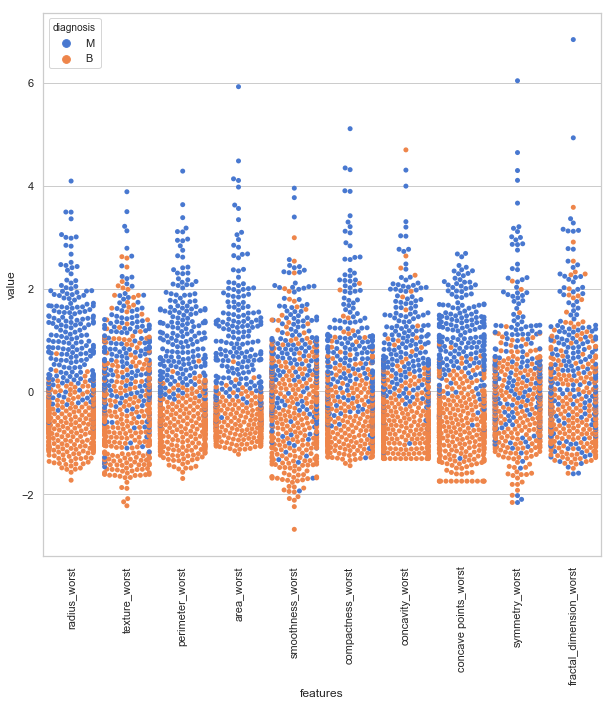 diagnosis
M
B
6
4
2
0
−2
value
radius_worst
texture_worst
perimeter_worst
area_worst
smoothness_worst
compactness_worst
concavity_worst
concave points_worst
symmetry_worst
fractal_dimension_worst
features